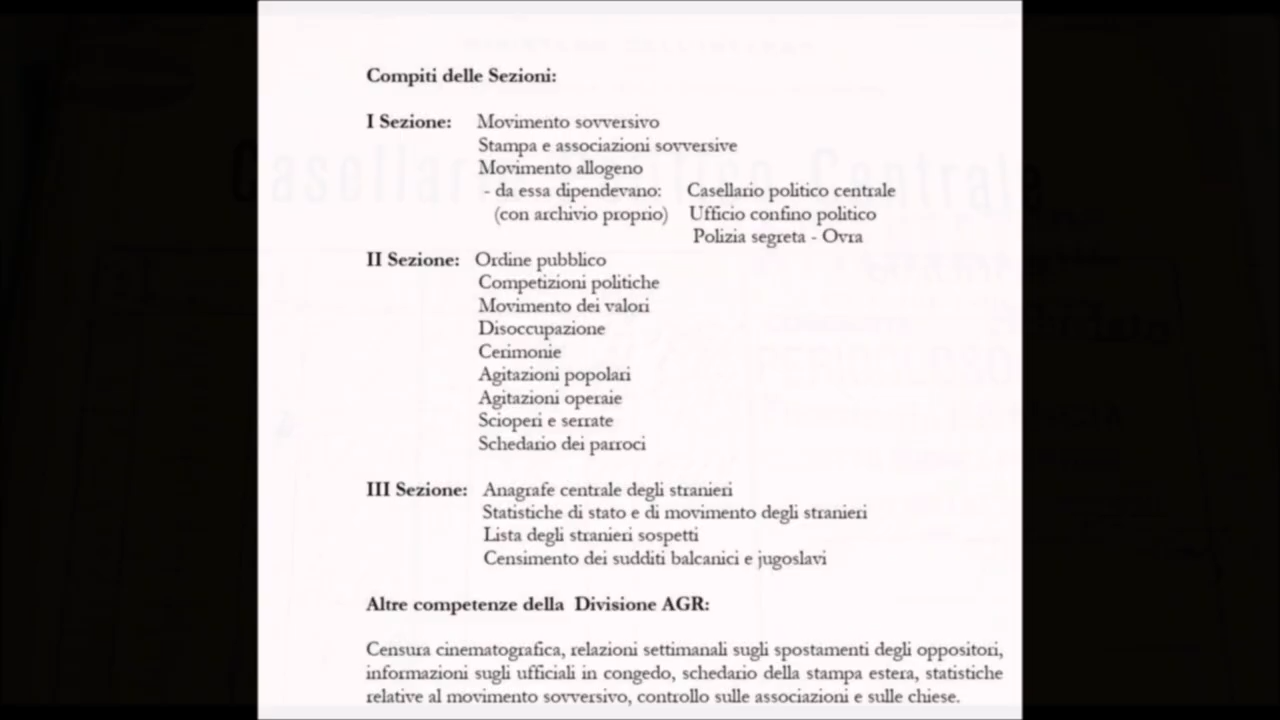 Compiti delle Sezioni:
I Sezione: Movimento sovversivo
Stampa e associazioni sovversive
Movimento allogeno
- da essa dipendevano: Casellario politico centrale
(con archivio proprio) Ufficio confino politico
Polizia segreta - Ovra
II Sezione: Ordine pubblico
Competizioni politiche
Movimento dei valori
Disoccupazione
Cerimonie
Agitazioni popolari
Agitazioni operaie
Scioperi e serrate
Schedario dei parroci
III Sezione: Anagrafe centrale degli stranieri
Statistiche di stato e di movimento degli stranieri
Lista degli stranieri sospetti
Censimento dei sudditi balcanici e jugoslavi
Altre competenze della Divisione AGR:
Censura cinematografica, relazioni settimanali sugli spostamenti degli oppositori,
informazioni sugli ufficiali in congedo, schedario della stampa estera, statistiche
relative al movimento sovversivo, controllo sulle associazioni e sulle chiese.
Casellario Politico Centrale